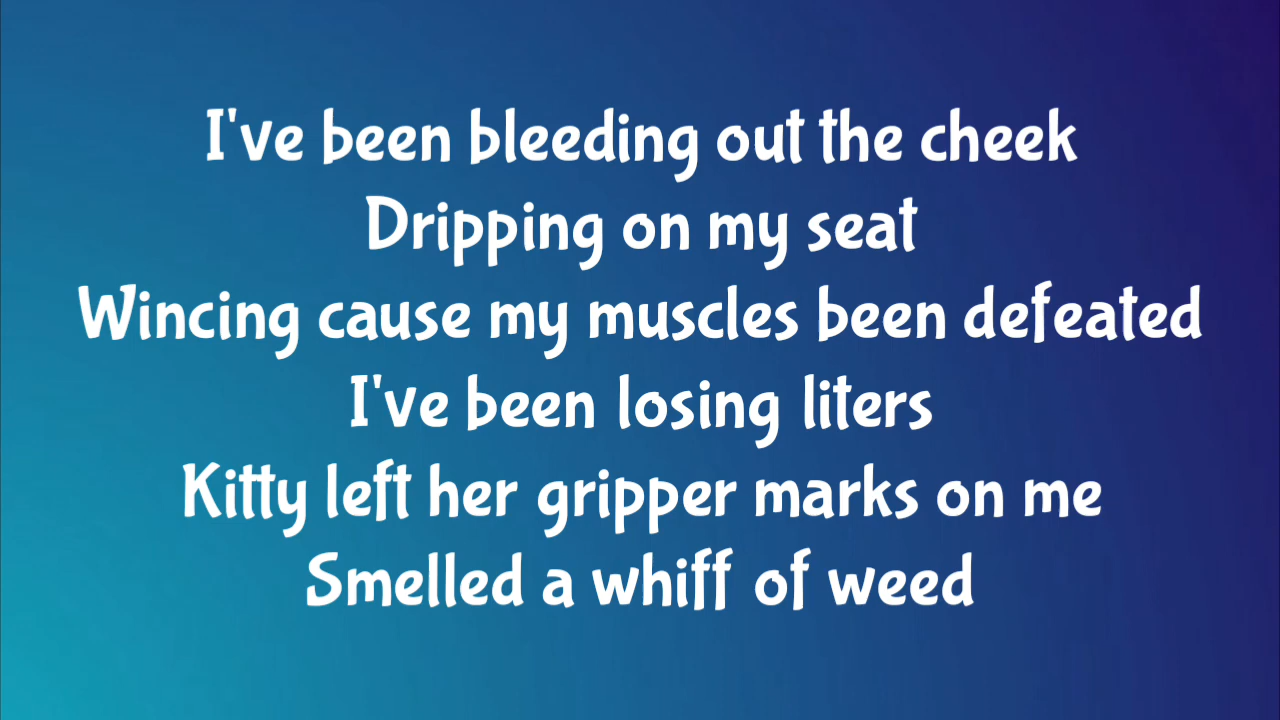 I've been bleeding out the cheek
Dripping on my seat
Wincing cause my muscles been defeated
I've been losing liters
Kitty left her gripper marks on me
Smelled a whiff of weed